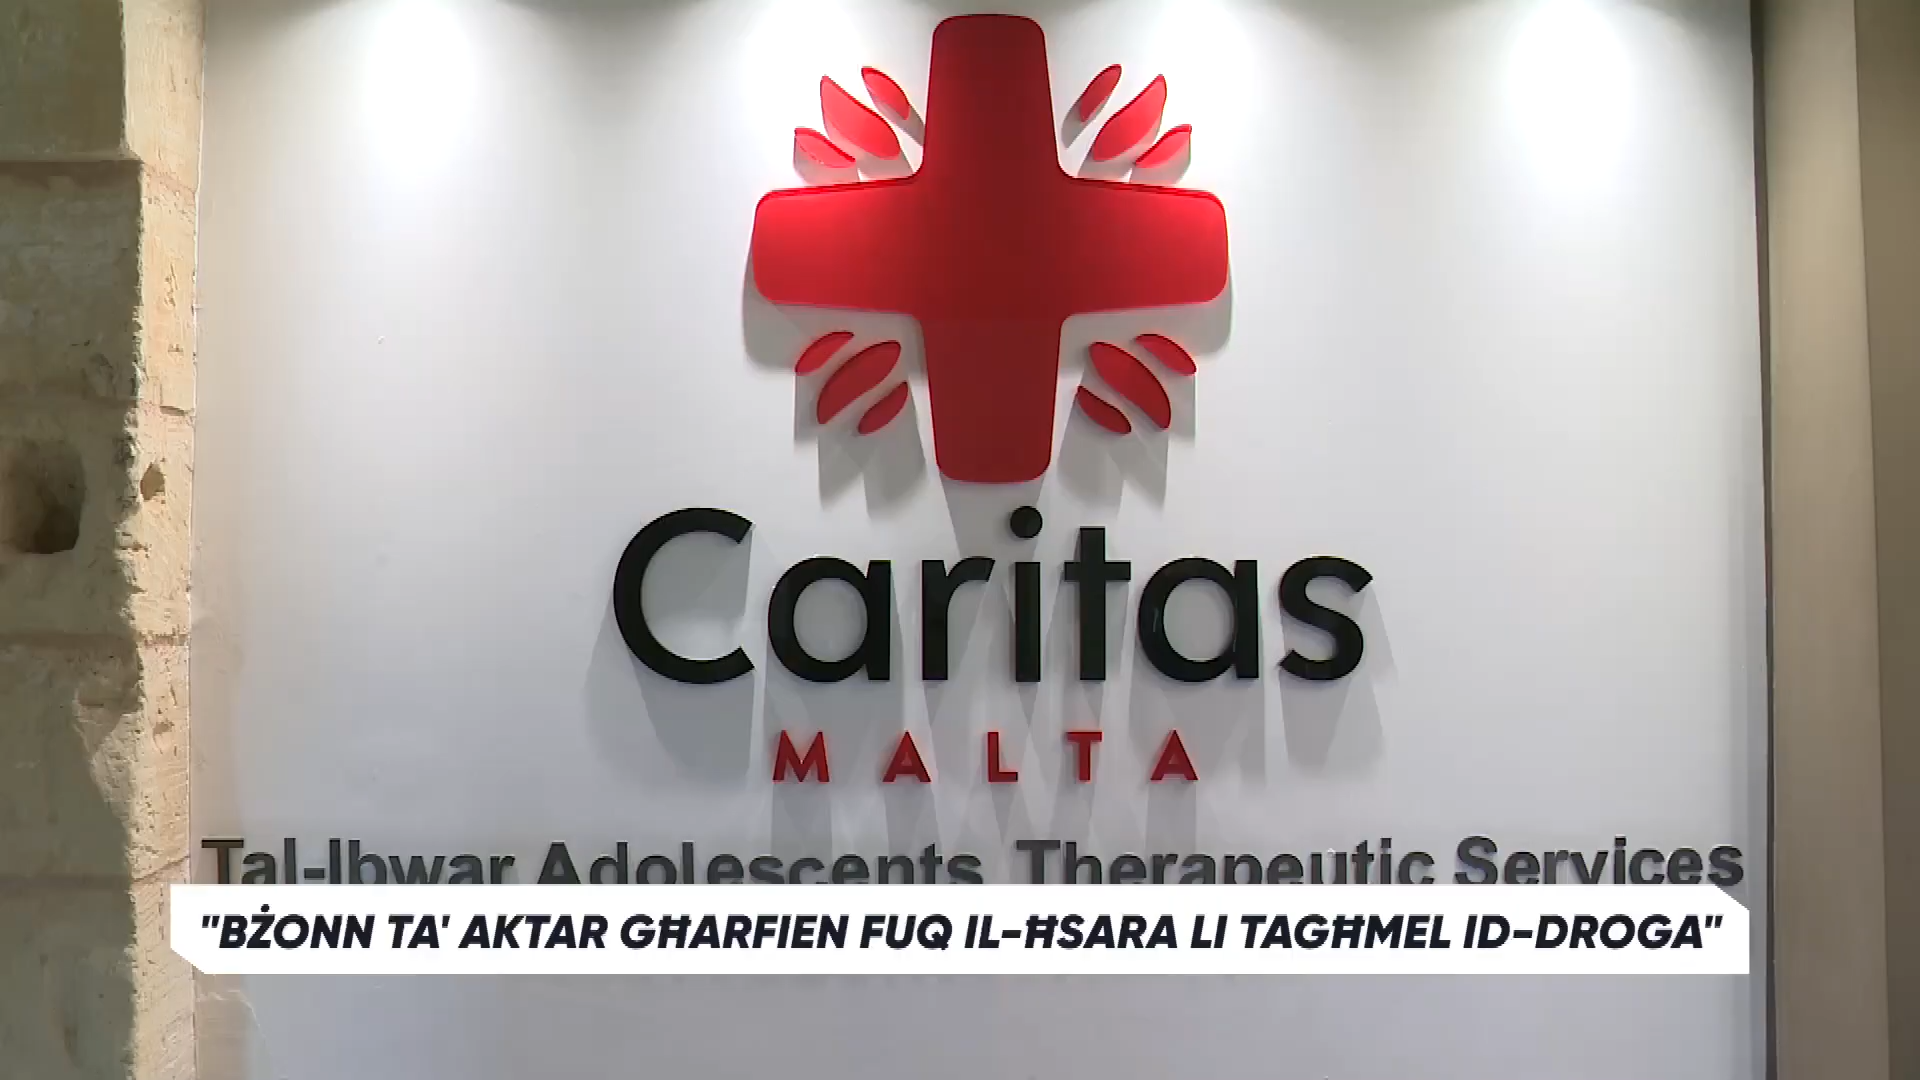 Caritas
MALTA
Tal-Ibwar Adolescents Therapeutic Services
"BŻONN TA' AKTAR GĦARFIEN FUQ IL-ĦSARA LI TAGĦMEL ID-DROGA"